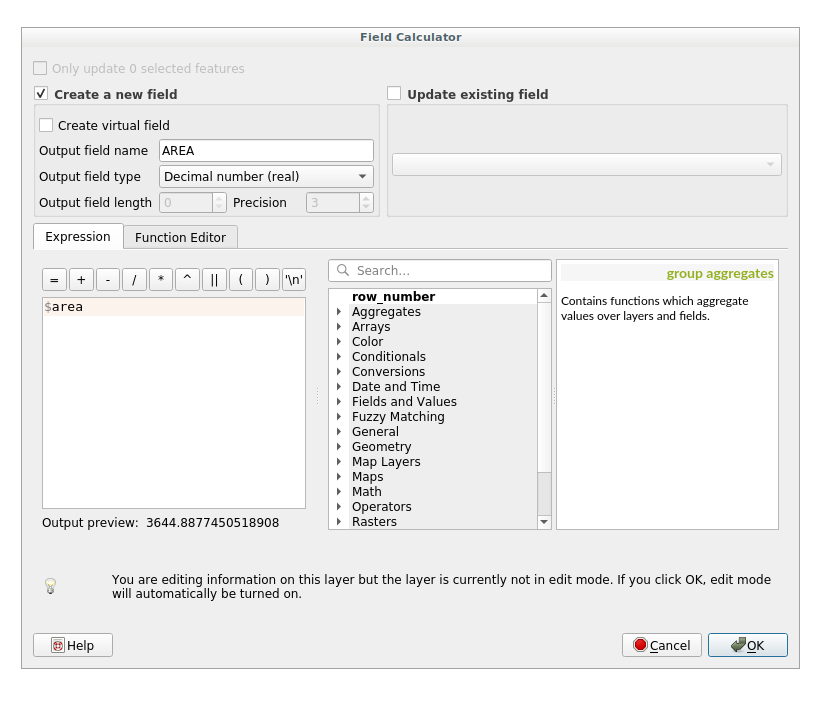 Field Calculator
Only update 0 selected features
Create a new field
Update existing field
Create virtual field
Output field name AREA
Output field type Decimal number (real)
Output field length 0 Precision 3
Expression Function Editor
= + - / * ^ || ( ) '\n'
$area
Output preview: 3644.8877450518908
Search...
row_number
Aggregates
Arrays
Color
Conditionals
Conversions
Date and Time
Fields and Values
Fuzzy Matching
General
Geometry
Map Layers
Maps
Math
Operators
Rasters
group aggregates
Contains functions which aggregate
values over layers and fields.
You are editing information on this layer but the layer is currently not in edit mode. If you click OK, edit mode
will automatically be turned on.
Help Cancel OK